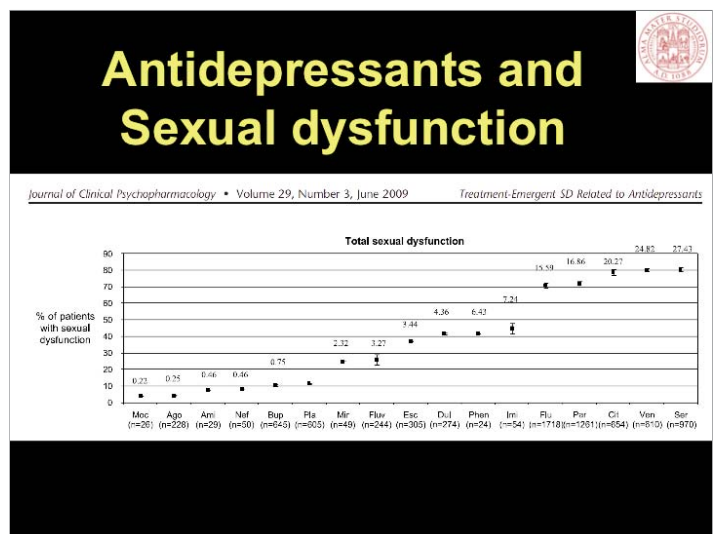 ALMA MATER STUDIORUM
A.D. 1088
Antidepressants and
Sexual dysfunction
Journal of Clinical Psychopharmacology • Volume 29, Number 3, June 2009 Treatment-Emergent SD Related to Antidepressants
Total sexual dysfunction
% of patients
with sexual
dysfunction
90
80
70
60
50
40
30
20
10
0
0.22 0.25 0.46 0.46 0.75 2.32 3.27 3.44 4.36 6.43 7.24 15.59 16.86 20.27 24.82 27.43
Moc Ago Ami Nef Bup Pla Mir Fluv Esc Dul Phen Imi Flu Par Cit Ven Ser
(n=26) (n=228) (n=29) (n=50) (n=645) (n=605) (n=49) (n=244) (n=305) (n=274) (n=24) (n=54) (n=1718) (n=1261) (n=654) (n=610) (n=970)